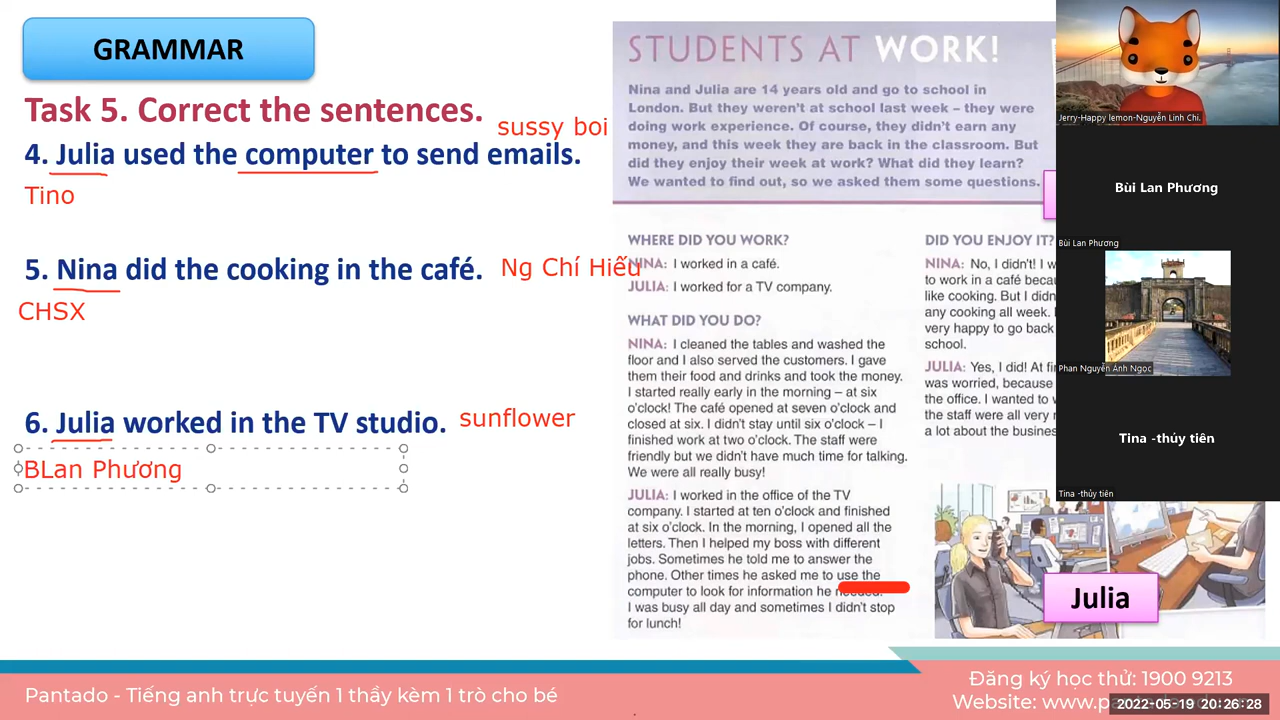 GRAMMAR
Task 5. Correct the sentences.
sussy boi
4. Julia used the computer to send emails.
Tino
5. Nina did the cooking in the café.
Ng Chí Hiếu
CHSX
6. Julia worked in the TV studio.
sunflower
BLan Phương
STUDENTS AT WORK!
Nina and Julia are 14 years old and go to school in
London. But they weren't at school last week – they were
doing work experience. Of course, they didn't earn any
money, and this week they are back in the classroom. But
did they enjoy their week at work? What did they learn?
We wanted to find out, so we asked them some questions.
WHERE DID YOU WORK?
NINA: I worked in a café.
JULIA: I worked for a TV company.
WHAT DID YOU DO?
NINA: I cleaned the tables and washed the
floor and I also served the customers. I gave
them their food and drinks and took the money.
I started really early in the morning – at six
o'clock! The café opened at seven o'clock and
closed at six. I didn't stay until six o'clock – I
finished work at two o'clock. The staff were
friendly but we didn't have much time for talking.
We were all really busy!
JULIA: I worked in the office of the TV
company. I started at ten o'clock and finished
at six o'clock. In the morning, I opened all the
letters. Then I helped my boss with different
jobs. Sometimes he told me to answer the
phone. Other times he asked me to use the
computer to look for information he needed.
I was busy all day and sometimes I didn't stop
for lunch!
DID YOU ENJOY IT?
NINA: No, I didn't! I
to work in a café
like cooking. But I
any cooking all week.
very happy to go back
school.
JULIA: Yes, I did! At
was worried, because
the office. I wanted to
the staff were all very
a lot about the
Julia
Jerry-Happy lemon-Nguyễn Linh Chi.
Bùi Lan Phương
Bùi Lan Phương
Phan Nguyễn Ánh Ngọc
Tina -thủy tiên
Tina -thủy tiên
Pantado - Tiếng anh trực tuyến 1 thầy kèm 1 trò cho bé
Đăng ký học thử: 1900 9213
Website:
2022-05-19 20:26:28